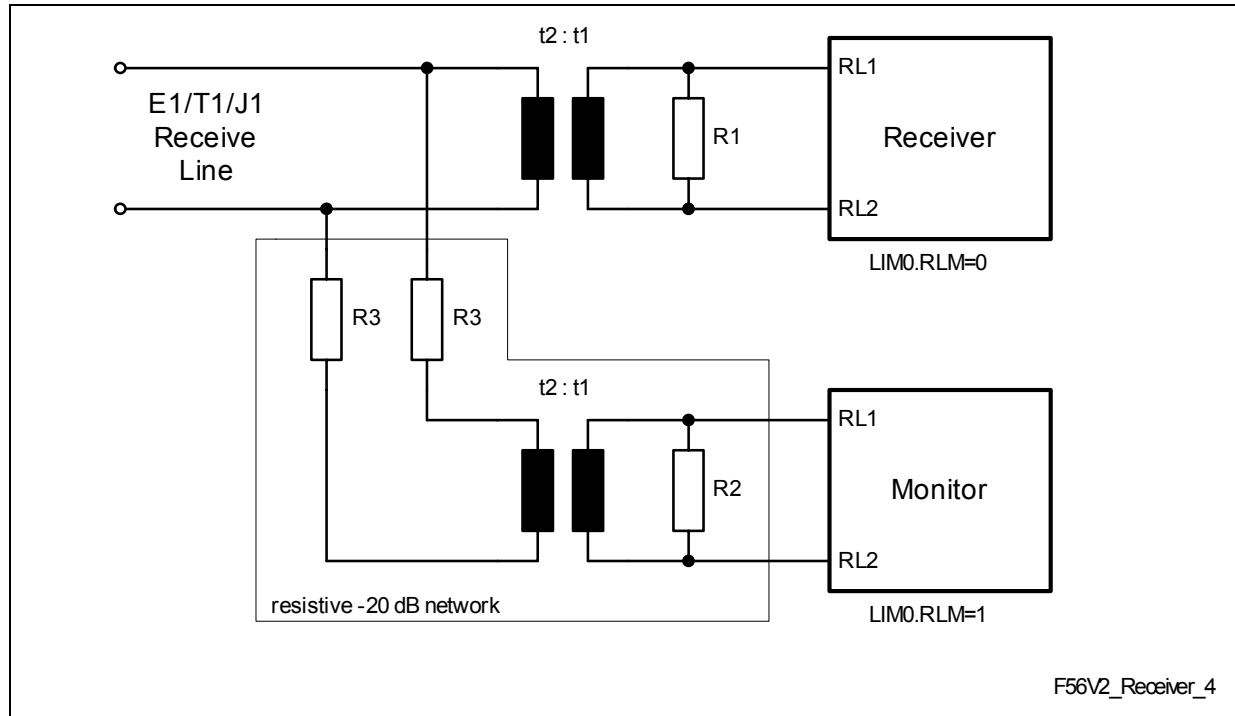 t2 : t1
E1/T1/J1
Receive
Line
R1
RL1
Receiver
RL2
LIM0.RLM=0
R3
R3
t2 : t1
R2
RL1
Monitor
RL2
resistive -20 dB network
LIM0.RLM=1
F56V2_Receiver_4